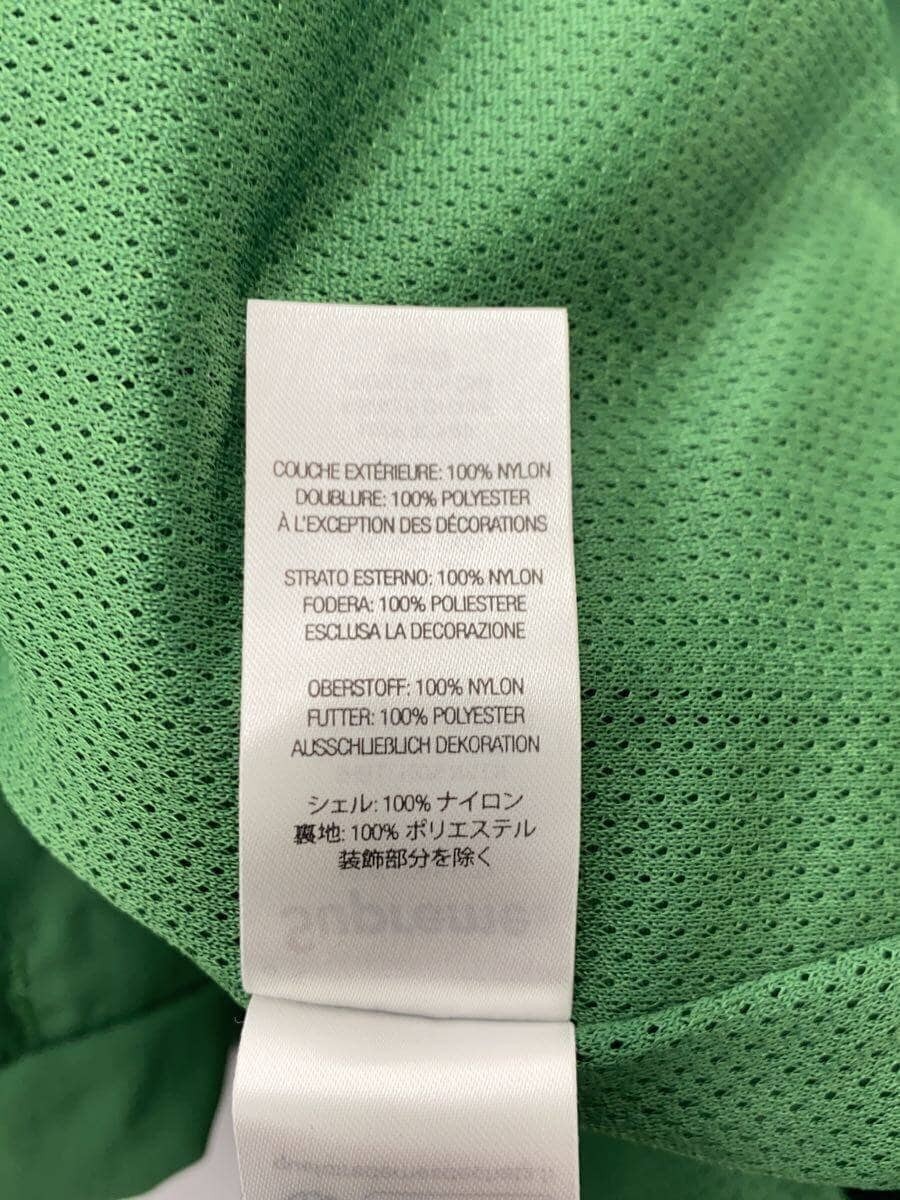 COUCHE EXTÉRIEURE: 100% NYLON
DOUBLURE: 100% POLYESTER
À L'EXCEPTION DES DÉCORATIONS
STRATO ESTERNO: 100% NYLON
FODERA: 100% POLIESTERE
ESCLUSA LA DECORAZIONE
OBERSTOFF: 100% NYLON
FUTTER: 100% POLYESTER
AUSSCHLIEßLICH DEKORATION
シェル: 100% ナイロン
裏地: 100% ポリエステル
装飾部分を除く
Supreme